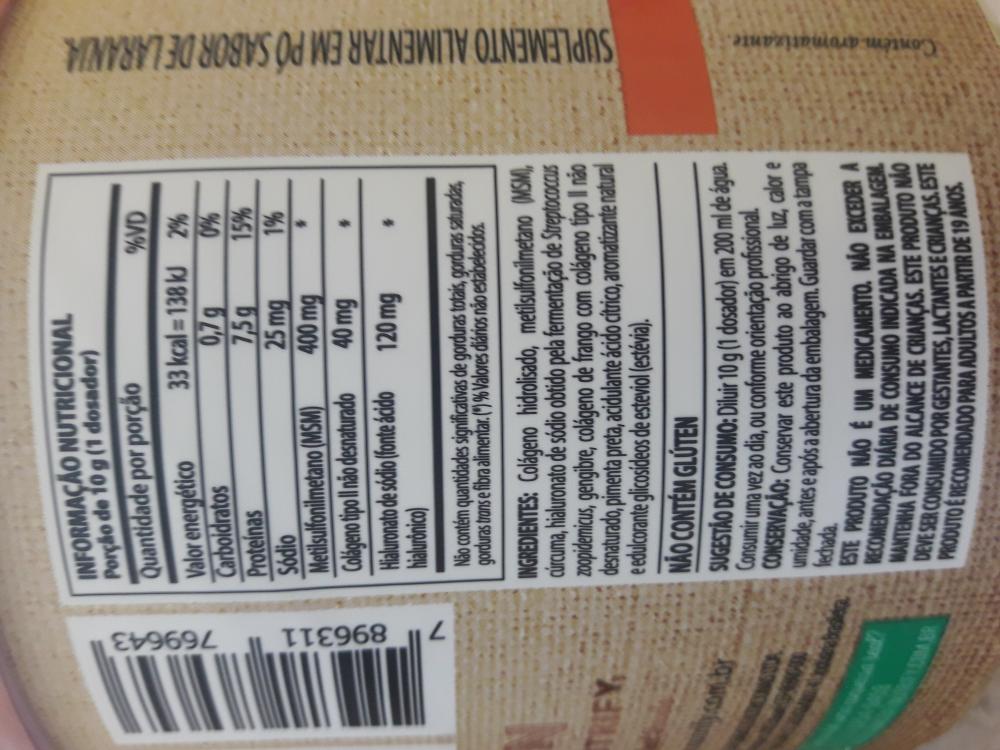 INFORMAÇÃO NUTRICIONAL
Porção de 10 g (1 dosador)
Quantidade por porção %VD
Valor energético 33 kcal = 138 kJ 2%
Carboidratos 0,7 g 0%
Proteínas 7,5 g 15%
Sódio 25 mg 1%
Metilsulfonilmetano (MSM) 400 mg *
Colágeno tipo II não desnaturado 40 mg *
Hialuronato de sódio (fonte ácido
hialurônico) 120 mg *
Não contém quantidades significativas de gorduras totais, gorduras saturadas,
gorduras trans e fibra alimentar. (*) % Valores diários não estabelecidos.
INGREDIENTES: Colágeno hidrolisado, metilsulfonilmetano (MSM),
cúrcuma, hialuronato de sódio obtido pela fermentação de Streptococcus
zoopidemicus, gengibre, colágeno de frango com colágeno tipo II não
desnaturado, pimenta preta, acidulante ácido cítrico, aromatizante natural
e edulcorante glicosídeos de esteviol (estévia).
NÃO CONTÉM GLÚTEN
SUGESTÃO DE CONSUMO: Diluir 10 g (1 dosador) em 200 ml de água.
Consumir uma vez ao dia, ou conforme orientação profissional.
CONSERVAÇÃO: Conservar este produto ao abrigo de luz, calor e
umidade, antes e após a abertura da embalagem. Guardar com a tampa
fechada.
ESTE PRODUTO NÃO É UM MEDICAMENTO. NÃO EXCEDER A
RECOMENDAÇÃO DIÁRIA DE CONSUMO INDICADA NA EMBALAGEM.
MANTENHA FORA DO ALCANCE DE CRIANÇAS. ESTE PRODUTO NÃO
DEVE SER CONSUMIDO POR GESTANTES, LACTANTES E CRIANÇAS. ESTE
PRODUTO É RECOMENDADO PARA ADULTOS A PARTIR DE 19 ANOS.
SUPLEMENTO ALIMENTAR EM PÓ SABOR DE LARANJA
Contém aromatizante
7 896311 769643